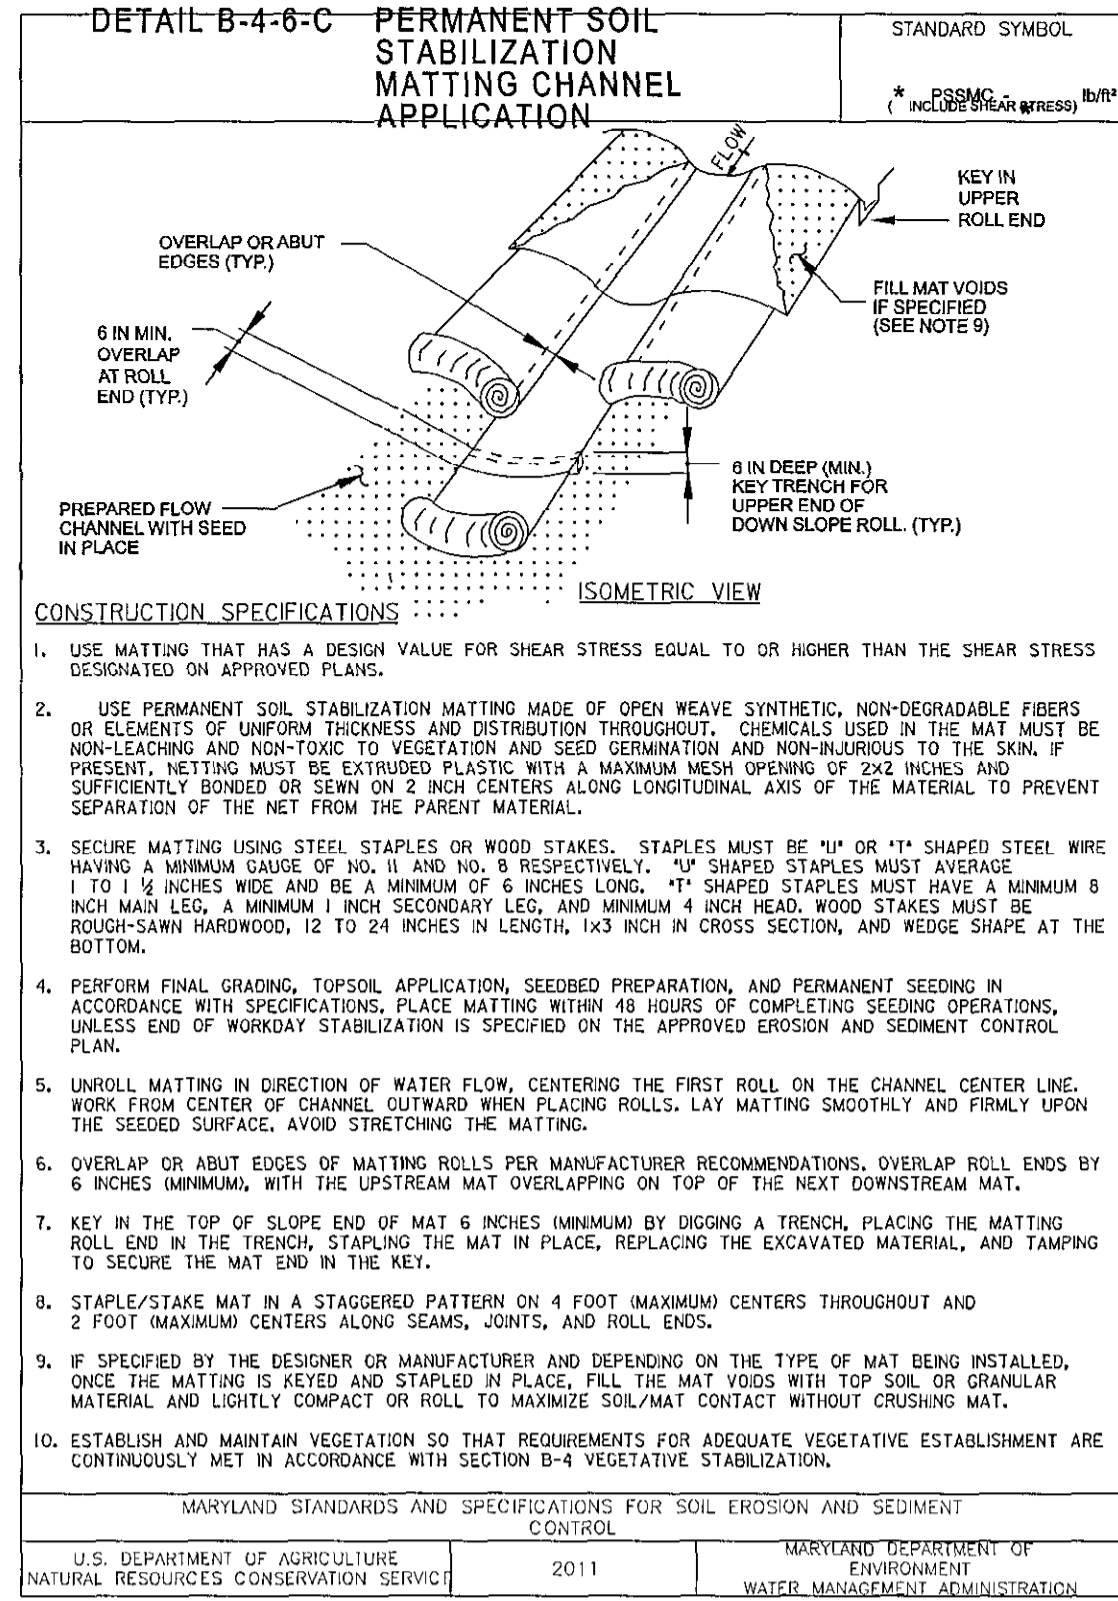 DETAIL B-4-6-C PERMANENT SOIL
STABILIZATION
MATTING CHANNEL
APPLICATION
STANDARD SYMBOL
* PSSMC - * lb/ft²
( INCLUDE SHEAR STRESS)
FLOW
KEY IN
UPPER
ROLL END
OVERLAP OR ABUT
EDGES (TYP.)
FILL MAT VOIDS
IF SPECIFIED
(SEE NOTE 9)
6 IN MIN.
OVERLAP
AT ROLL
END (TYP.)
6 IN DEEP (MIN.)
KEY TRENCH FOR
UPPER END OF
DOWN SLOPE ROLL. (TYP.)
PREPARED FLOW
CHANNEL WITH SEED
IN PLACE
ISOMETRIC VIEW
CONSTRUCTION SPECIFICATIONS
1. USE MATTING THAT HAS A DESIGN VALUE FOR SHEAR STRESS EQUAL TO OR HIGHER THAN THE SHEAR STRESS
DESIGNATED ON APPROVED PLANS.
2. USE PERMANENT SOIL STABILIZATION MATTING MADE OF OPEN WEAVE SYNTHETIC, NON-DEGRADABLE FIBERS
OR ELEMENTS OF UNIFORM THICKNESS AND DISTRIBUTION THROUGHOUT. CHEMICALS USED IN THE MAT MUST BE
NON-LEACHING AND NON-TOXIC TO VEGETATION AND SEED GERMINATION AND NON-INJURIOUS TO THE SKIN. IF
PRESENT, NETTING MUST BE EXTRUDED PLASTIC WITH A MAXIMUM MESH OPENING OF 2X2 INCHES AND
SUFFICIENTLY BONDED OR SEWN ON 2 INCH CENTERS ALONG LONGITUDINAL AXIS OF THE MATERIAL TO PREVENT
SEPARATION OF THE NET FROM THE PARENT MATERIAL.
3. SECURE MATTING USING STEEL STAPLES OR WOOD STAKES. STAPLES MUST BE "U" OR "T" SHAPED STEEL WIRE
HAVING A MINIMUM GAUGE OF NO. 11 AND NO. 8 RESPECTIVELY. "U" SHAPED STAPLES MUST AVERAGE
1 TO 1 ½ INCHES WIDE AND BE A MINIMUM OF 6 INCHES LONG. "T" SHAPED STAPLES MUST HAVE A MINIMUM 8
INCH MAIN LEG, A MINIMUM 1 INCH SECONDARY LEG, AND MINIMUM 4 INCH HEAD. WOOD STAKES MUST BE
ROUGH-SAWN HARDWOOD, 12 TO 24 INCHES IN LENGTH, 1x3 INCH IN CROSS SECTION, AND WEDGE SHAPE AT THE
BOTTOM.
4. PERFORM FINAL GRADING, TOPSOIL APPLICATION, SEEDBED PREPARATION, AND PERMANENT SEEDING IN
ACCORDANCE WITH SPECIFICATIONS. PLACE MATTING WITHIN 48 HOURS OF COMPLETING SEEDING OPERATIONS,
UNLESS END OF WORKDAY STABILIZATION IS SPECIFIED ON THE APPROVED EROSION AND SEDIMENT CONTROL
PLAN.
5. UNROLL MATTING IN DIRECTION OF WATER FLOW, CENTERING THE FIRST ROLL ON THE CHANNEL CENTER LINE.
WORK FROM CENTER OF CHANNEL OUTWARD WHEN PLACING ROLLS. LAY MATTING SMOOTHLY AND FIRMLY UPON
THE SEEDED SURFACE. AVOID STRETCHING THE MATTING.
6. OVERLAP OR ABUT EDGES OF MATTING ROLLS PER MANUFACTURER RECOMMENDATIONS. OVERLAP ROLL ENDS BY
6 INCHES (MINIMUM), WITH THE UPSTREAM MAT OVERLAPPING ON TOP OF THE NEXT DOWNSTREAM MAT.
7. KEY IN THE TOP OF SLOPE END OF MAT 6 INCHES (MINIMUM) BY DIGGING A TRENCH, PLACING THE MATTING
ROLL END IN THE TRENCH, STAPLING THE MAT IN PLACE, REPLACING THE EXCAVATED MATERIAL, AND TAMPING
TO SECURE THE MAT END IN THE KEY.
8. STAPLE/STAKE MAT IN A STAGGERED PATTERN ON 4 FOOT (MAXIMUM) CENTERS THROUGHOUT AND
2 FOOT (MAXIMUM) CENTERS ALONG SEAMS, JOINTS, AND ROLL ENDS.
9. IF SPECIFIED BY THE DESIGNER OR MANUFACTURER AND DEPENDING ON THE TYPE OF MAT BEING INSTALLED,
ONCE THE MATTING IS KEYED AND STAPLED IN PLACE, FILL THE MAT VOIDS WITH TOP SOIL OR GRANULAR
MATERIAL AND LIGHTLY COMPACT OR ROLL TO MAXIMIZE SOIL/MAT CONTACT WITHOUT CRUSHING MAT.
10. ESTABLISH AND MAINTAIN VEGETATION SO THAT REQUIREMENTS FOR ADEQUATE VEGETATIVE ESTABLISHMENT ARE
CONTINUOUSLY MET IN ACCORDANCE WITH SECTION B-4 VEGETATIVE STABILIZATION.
MARYLAND STANDARDS AND SPECIFICATIONS FOR SOIL EROSION AND SEDIMENT
CONTROL
U.S. DEPARTMENT OF AGRICULTURE
NATURAL RESOURCES CONSERVATION SERVICE
2011
MARYLAND DEPARTMENT OF
ENVIRONMENT
WATER MANAGEMENT ADMINISTRATION